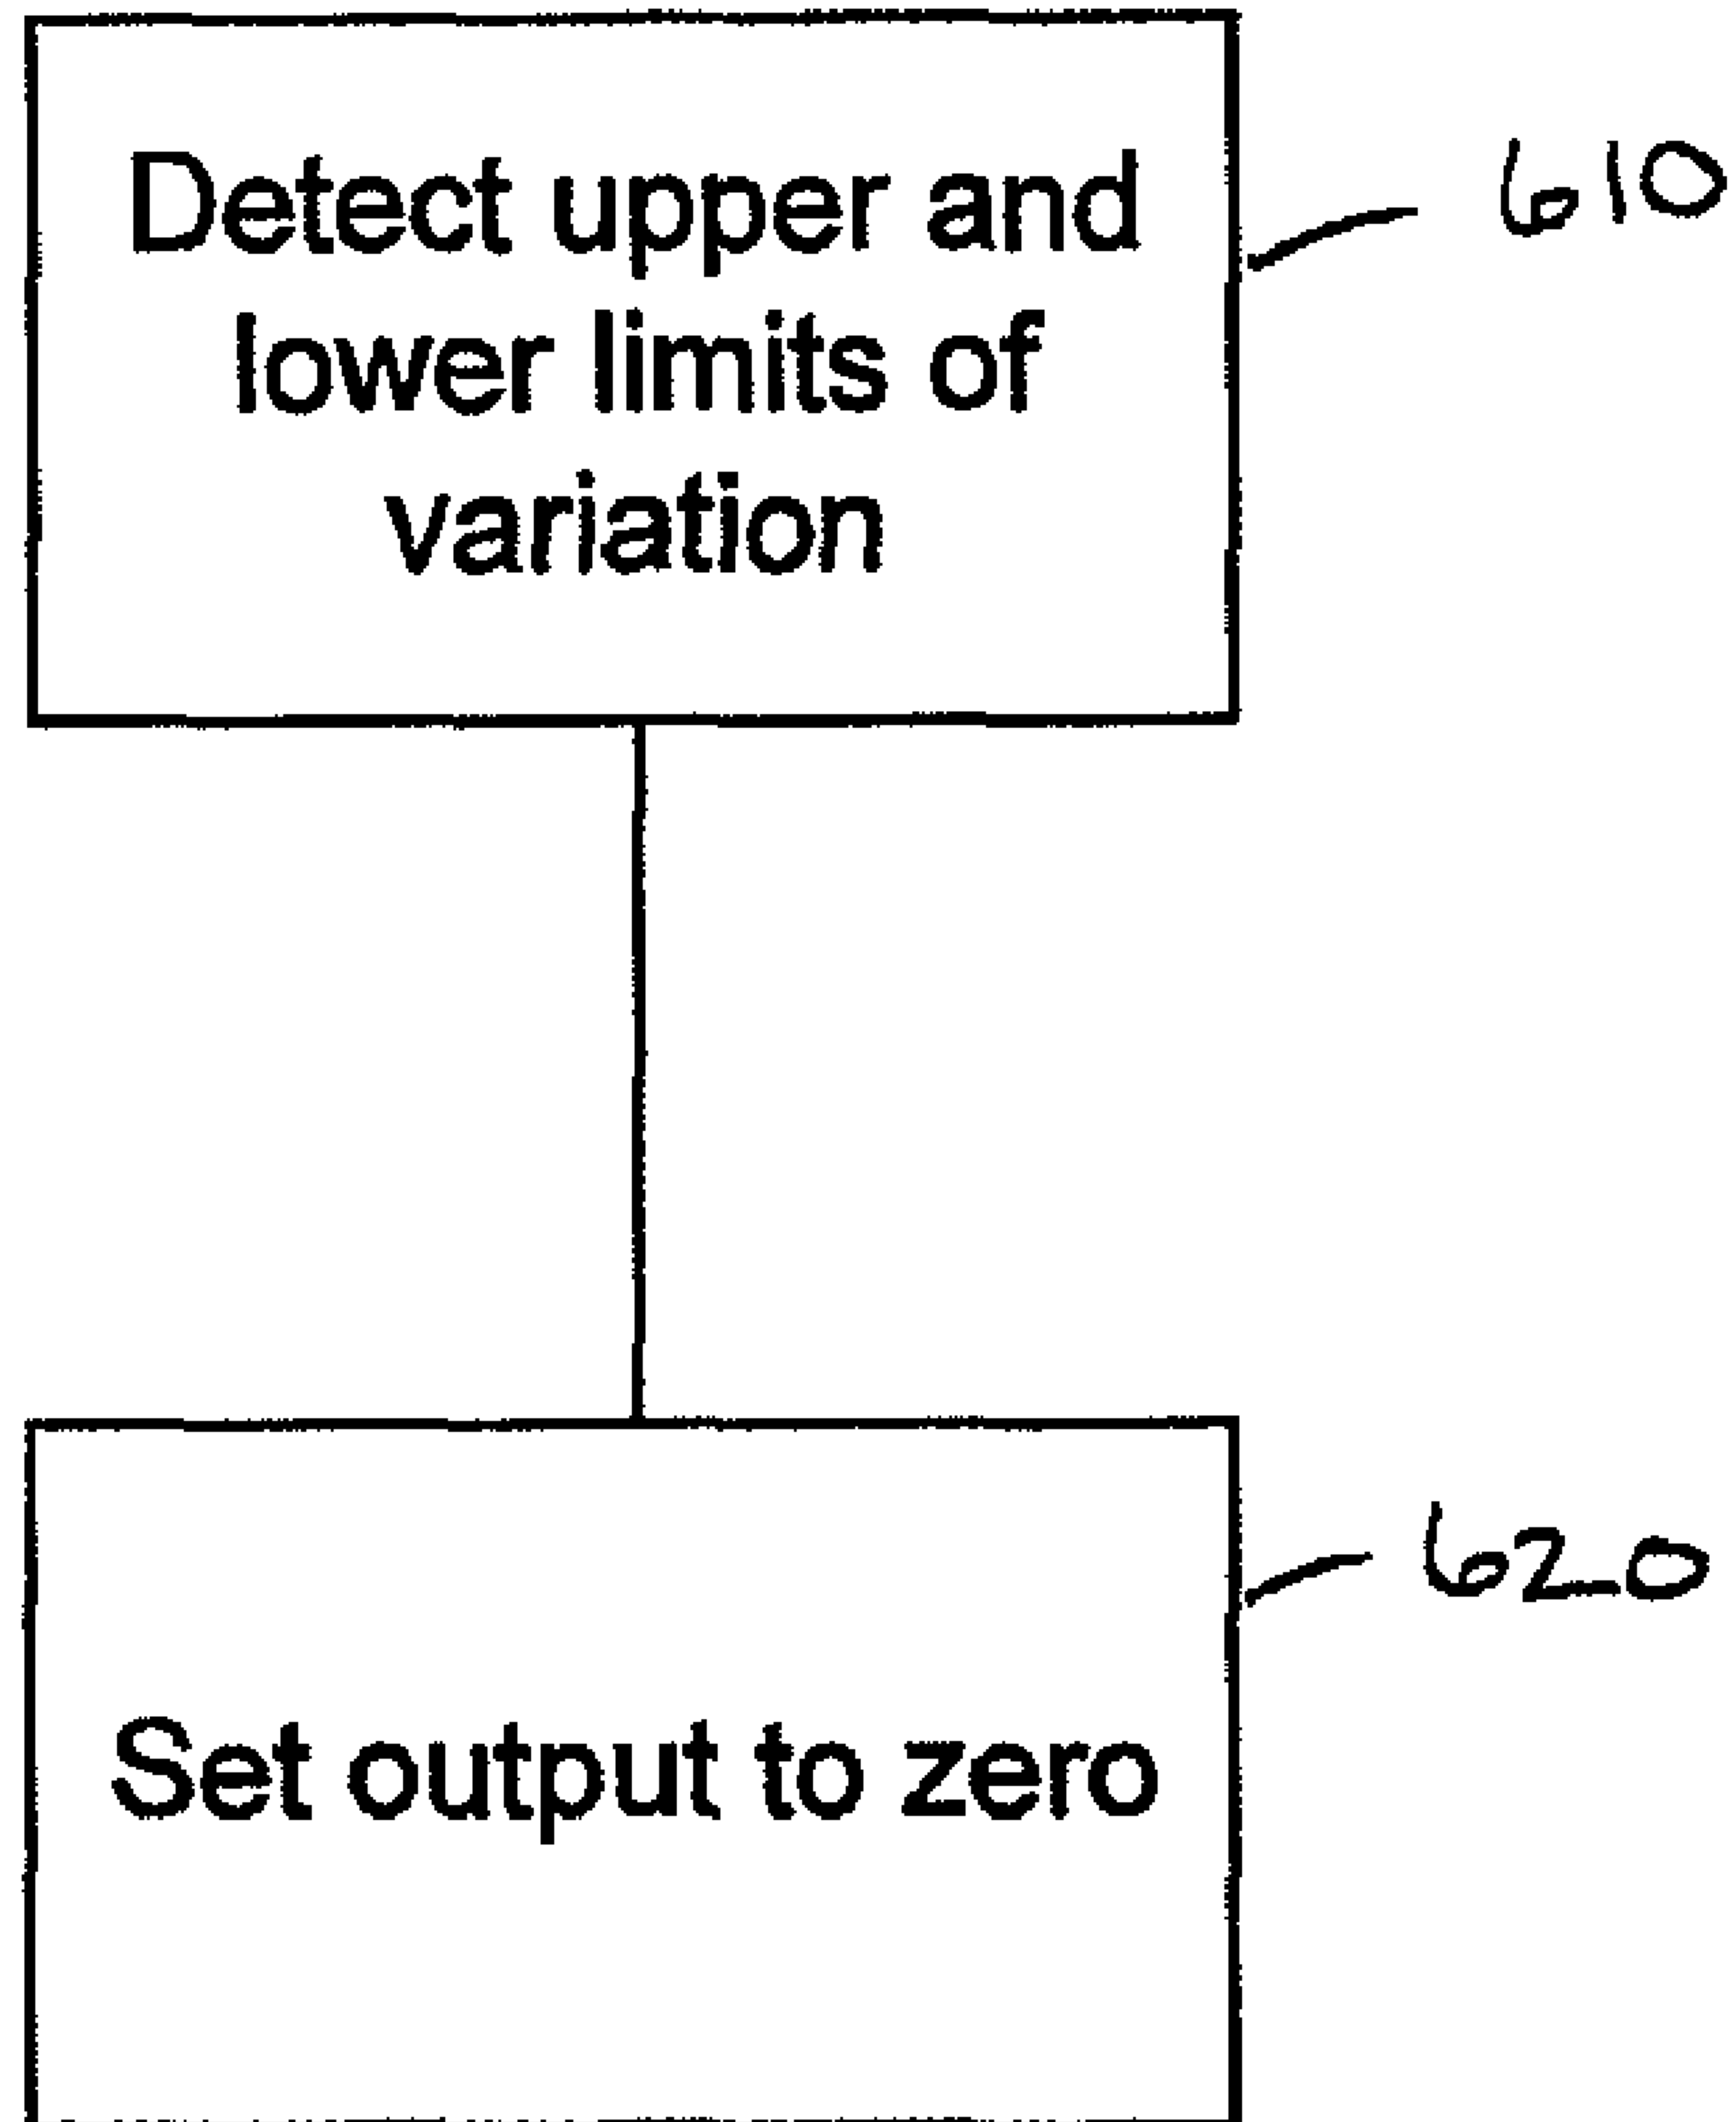 Detect upper and
lower limits of
variation
610
Set output to zero
620